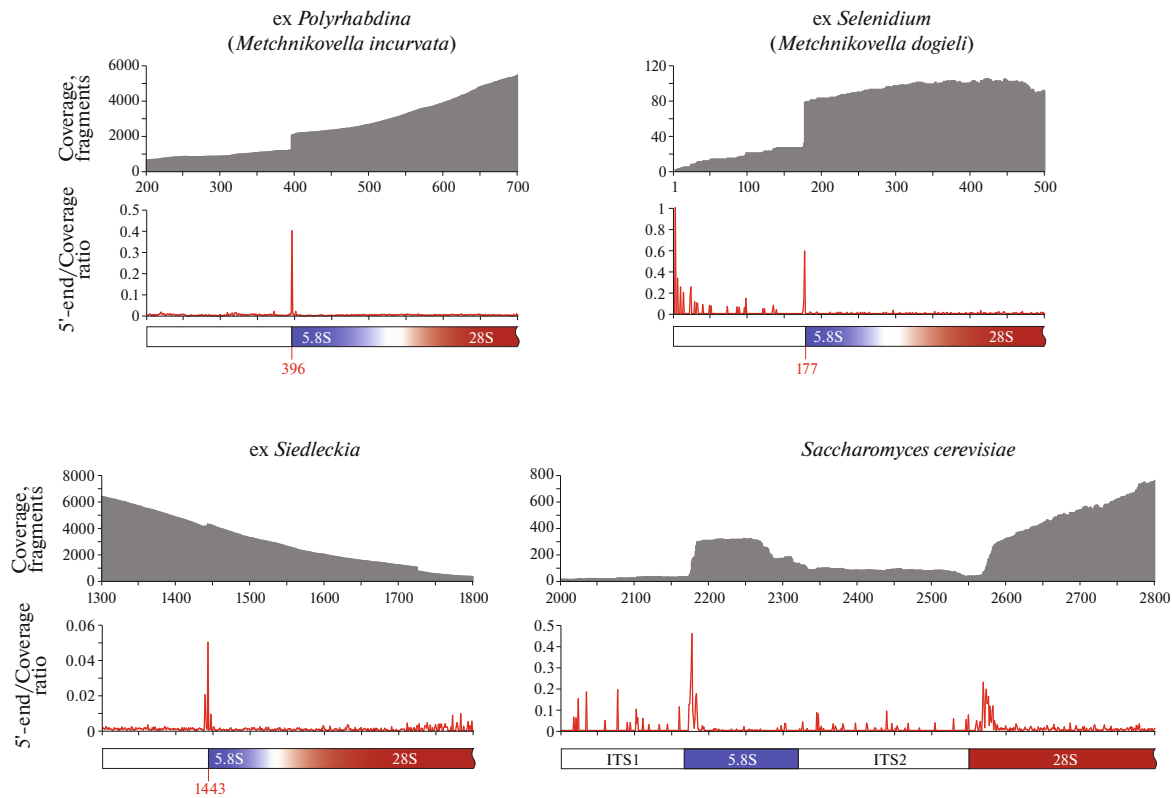 ex Polyrhabdina
(Metchnikovella incurvata)
Coverage,
fragments
6000
4000
2000
0
200 300 400 500 600 700
5'-end/Coverage
ratio
0.5
0.4
0.3
0.2
0.1
0
5.8S 28S
396
ex Selenidium
(Metchnikovella dogieli)
120
80
40
0
1 100 200 300 400 500
1
0.8
0.6
0.4
0.2
0
5.8S 28S
177
ex Siedleckia
Coverage,
fragments
8000
6000
4000
2000
0
1300 1400 1500 1600 1700 1800
5'-end/Coverage
ratio
0.06
0.04
0.02
0
5.8S 28S
1443
Saccharomyces cerevisiae
800
600
400
200
0
2000 2100 2200 2300 2400 2500 2600 2700 2800
0.5
0.4
0.3
0.2
0.1
0
ITS1 5.8S ITS2 28S